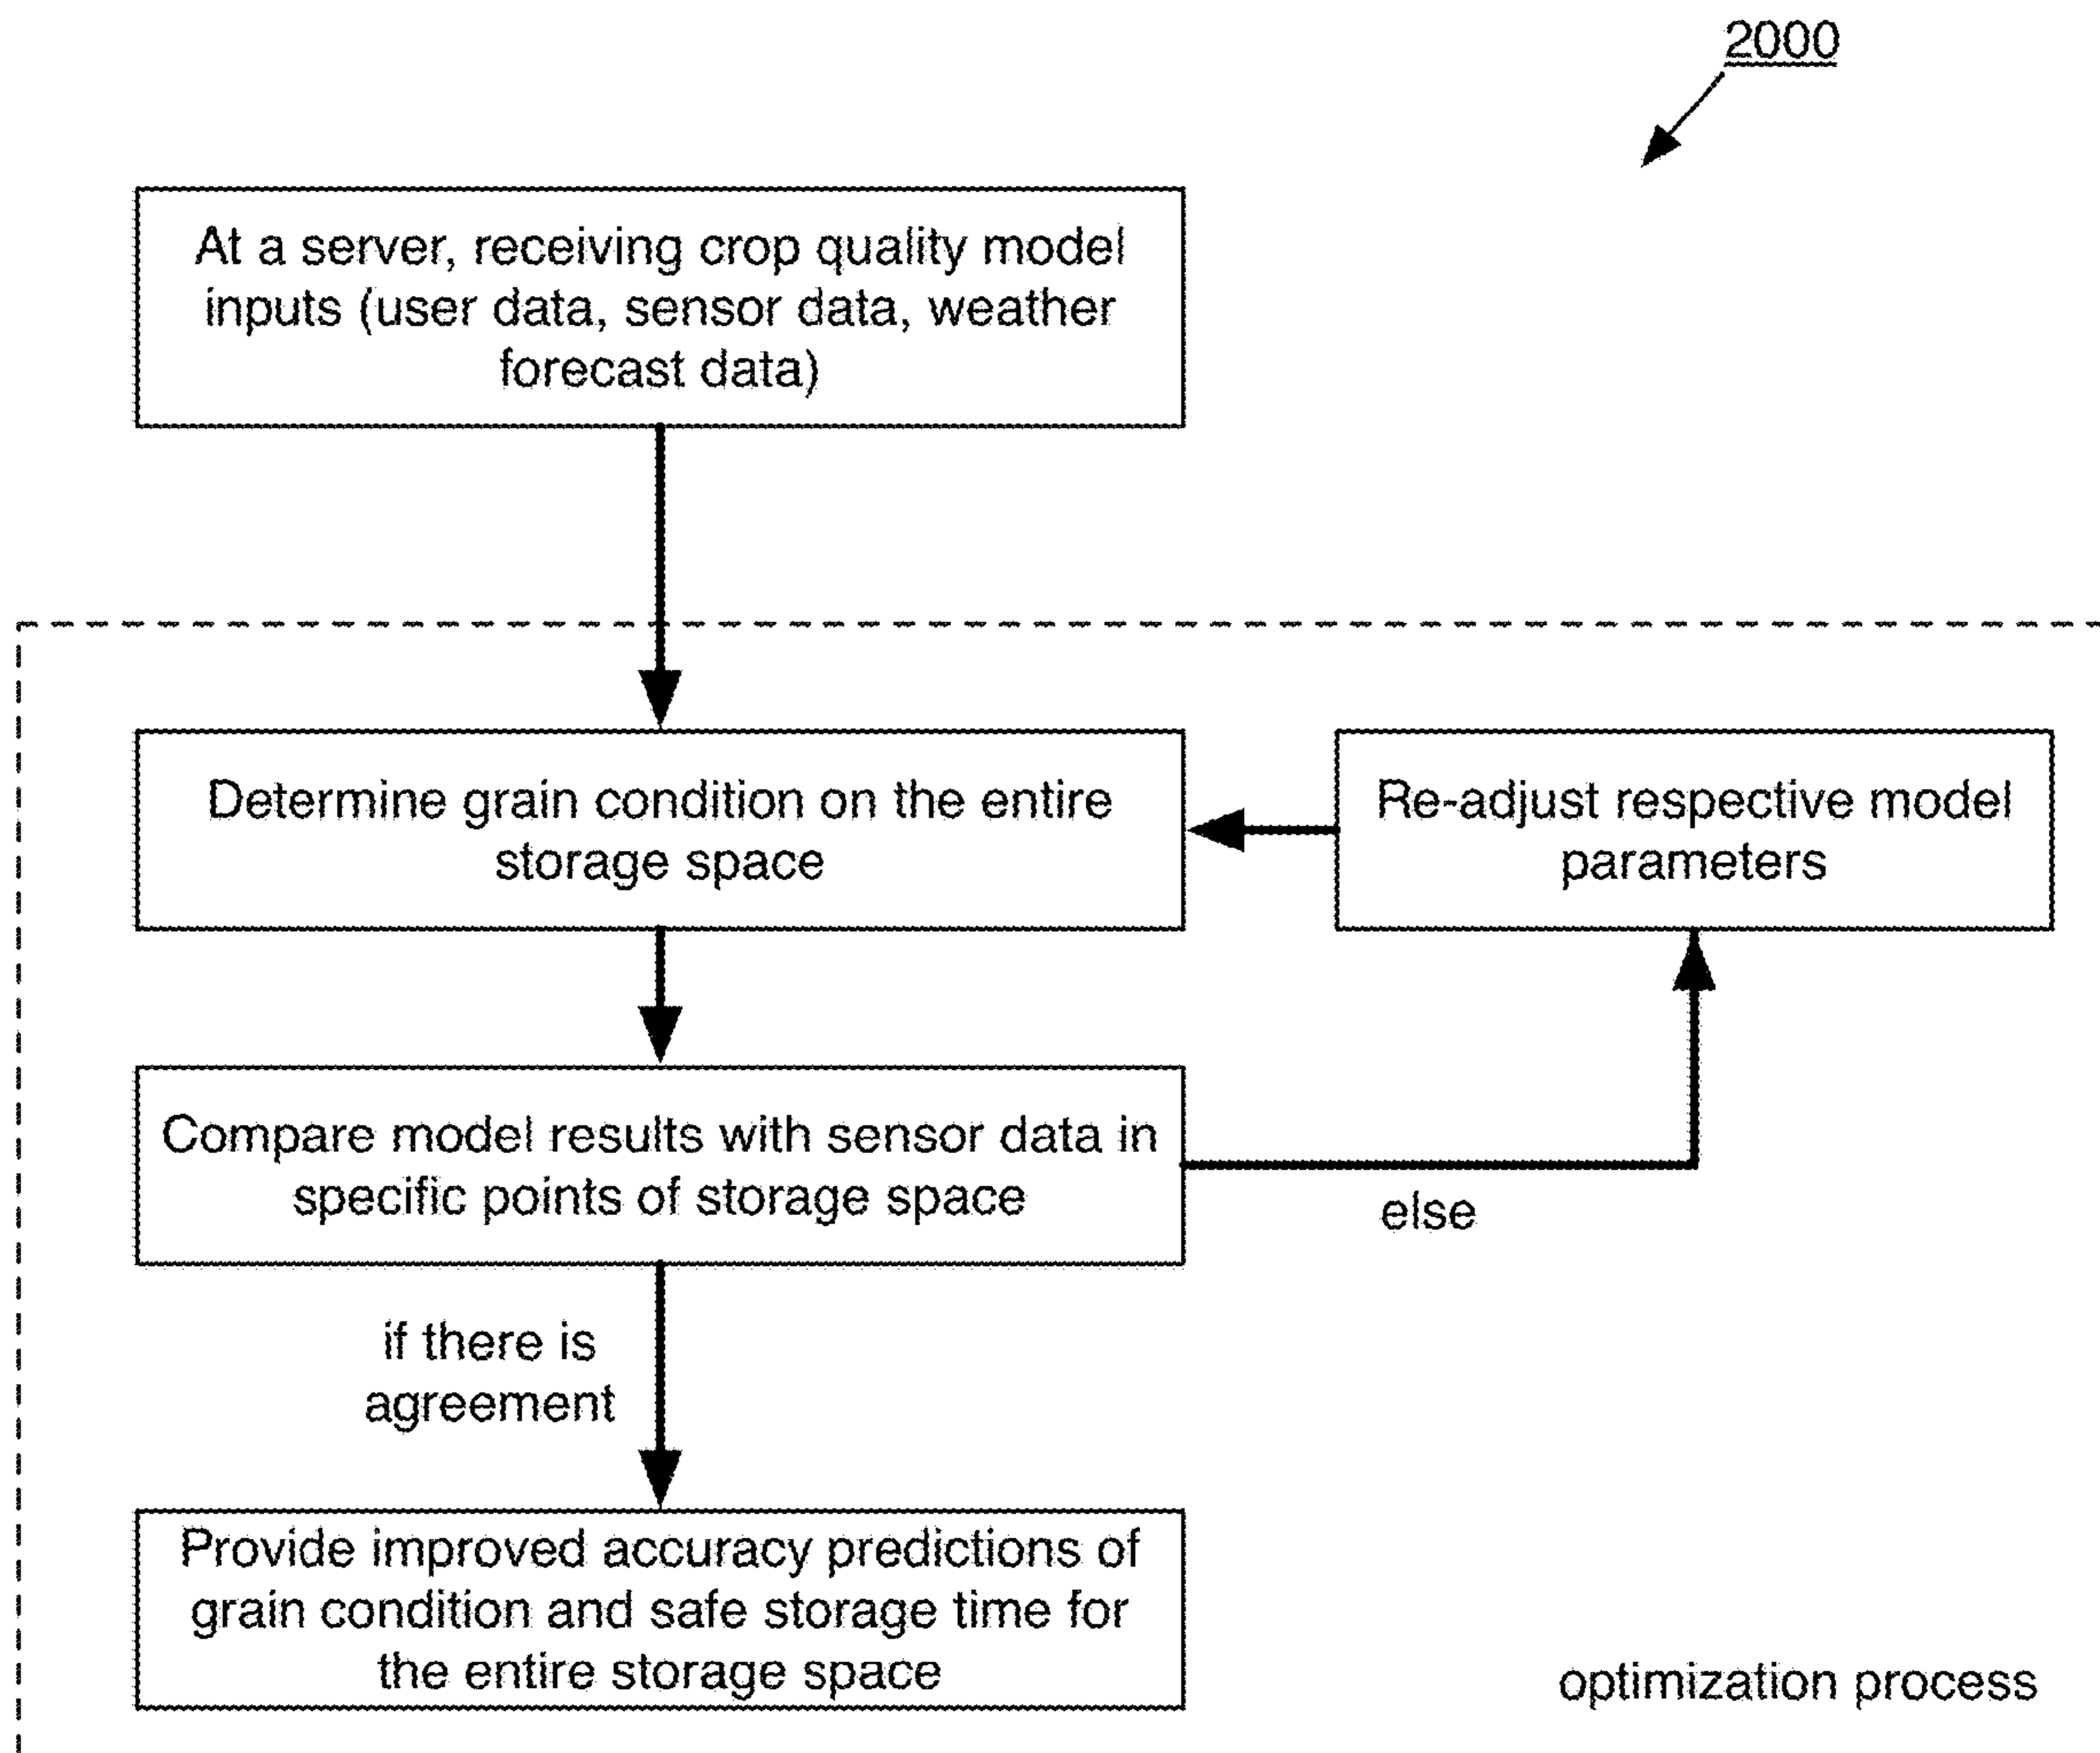 2000
At a server, receiving crop quality model
inputs (user data, sensor data, weather
forecast data)
Determine grain condition on the entire
storage space
Re-adjust respective model
parameters
Compare model results with sensor data in
specific points of storage space
else
if there is
agreement
Provide improved accuracy predictions of
grain condition and safe storage time for
the entire storage space
optimization process